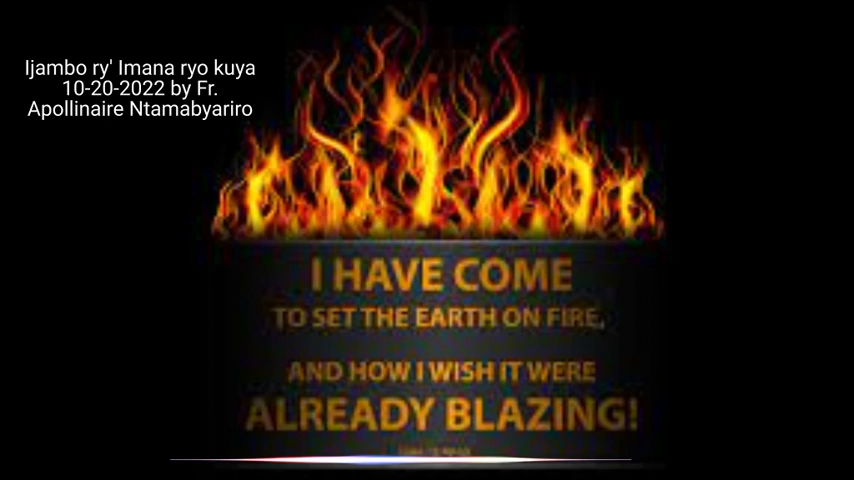 Ijambo ry' Imana ryo kuya
10-20-2022 by Fr.
Apollinaire Ntamabyariro
I HAVE COME
TO SET THE EARTH ON FIRE,
AND HOW I WISH IT WERE
ALREADY BLAZING!